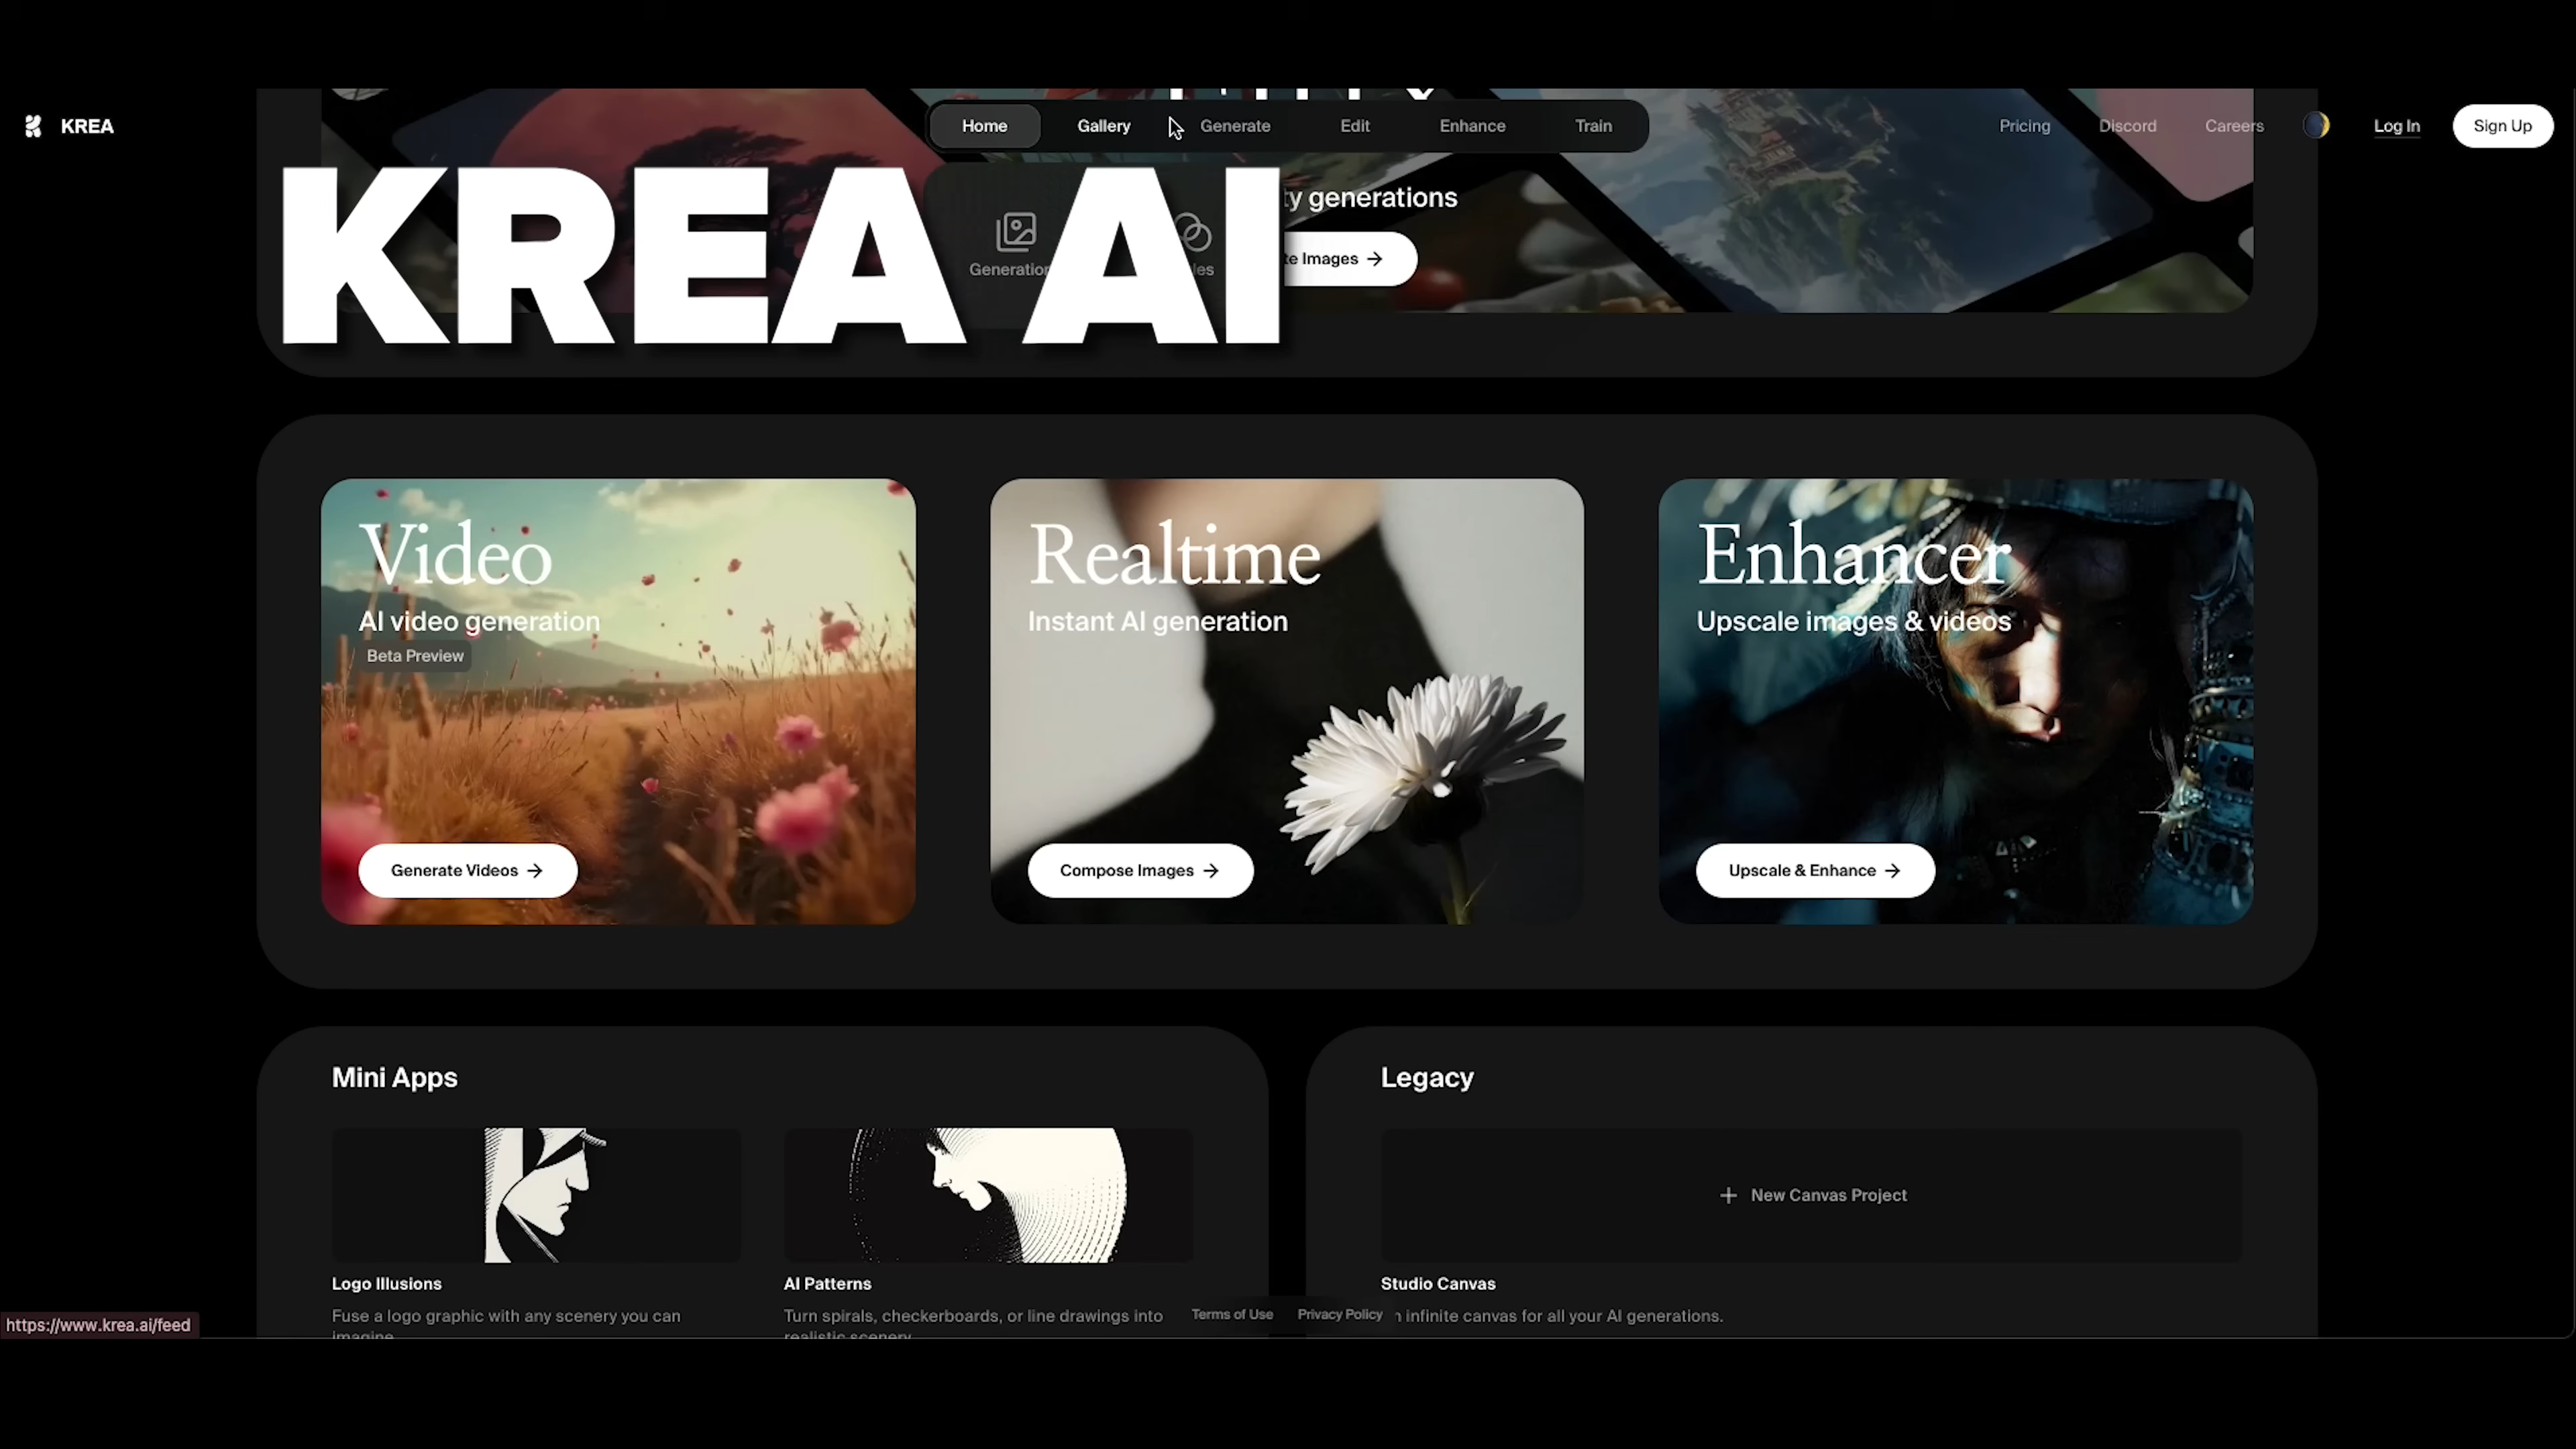 KREA
Home
Gallery
Generate
Edit
Enhance
Train
Pricing
Discord
Careers
Log In
Sign Up
KREA AI
generations
Images
Video
AI video generation
Beta Preview
Generate Videos
Realtime
Instant AI generation
Compose Images
Enhancer
Upscale images & videos
Upscale & Enhance
Mini Apps
Legacy
New Canvas Project
Logo Illusions
Fuse a logo graphic with any scenery you can
imagine
AI Patterns
Turn spirals, checkerboards, or line drawings into
realistic scenery
Studio Canvas
infinite canvas for all your AI generations.
Terms of Use
Privacy Policy
https://www.krea.ai/feed